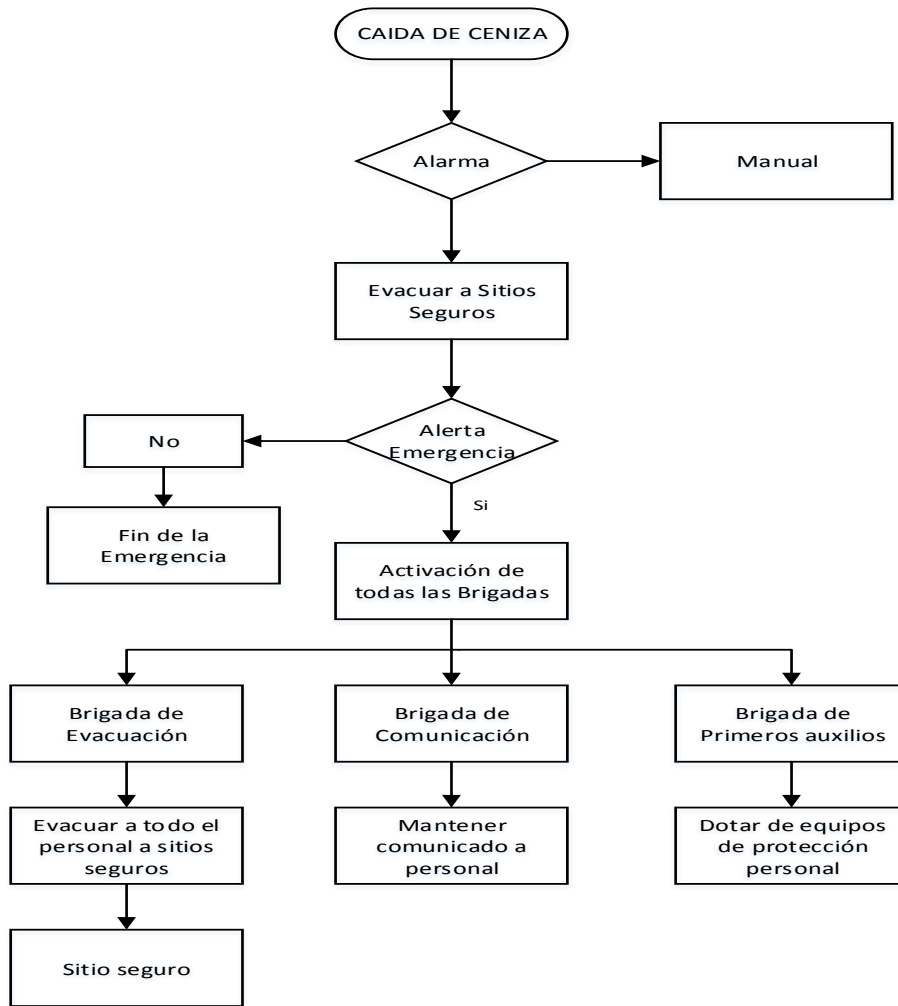 CAIDA DE CENIZA
Alarma
Manual
Evacuar a Sitios
Seguros
Alerta
Emergencia
No
Si
Fin de la
Emergencia
Activación de
todas las Brigadas
Brigada de
Evacuación
Brigada de
Comunicación
Brigada de
Primeros auxilios
Evacuar a todo el
personal a sitios
seguros
Mantener
comunicado a
personal
Dotar de equipos
de protección
personal
Sitio seguro